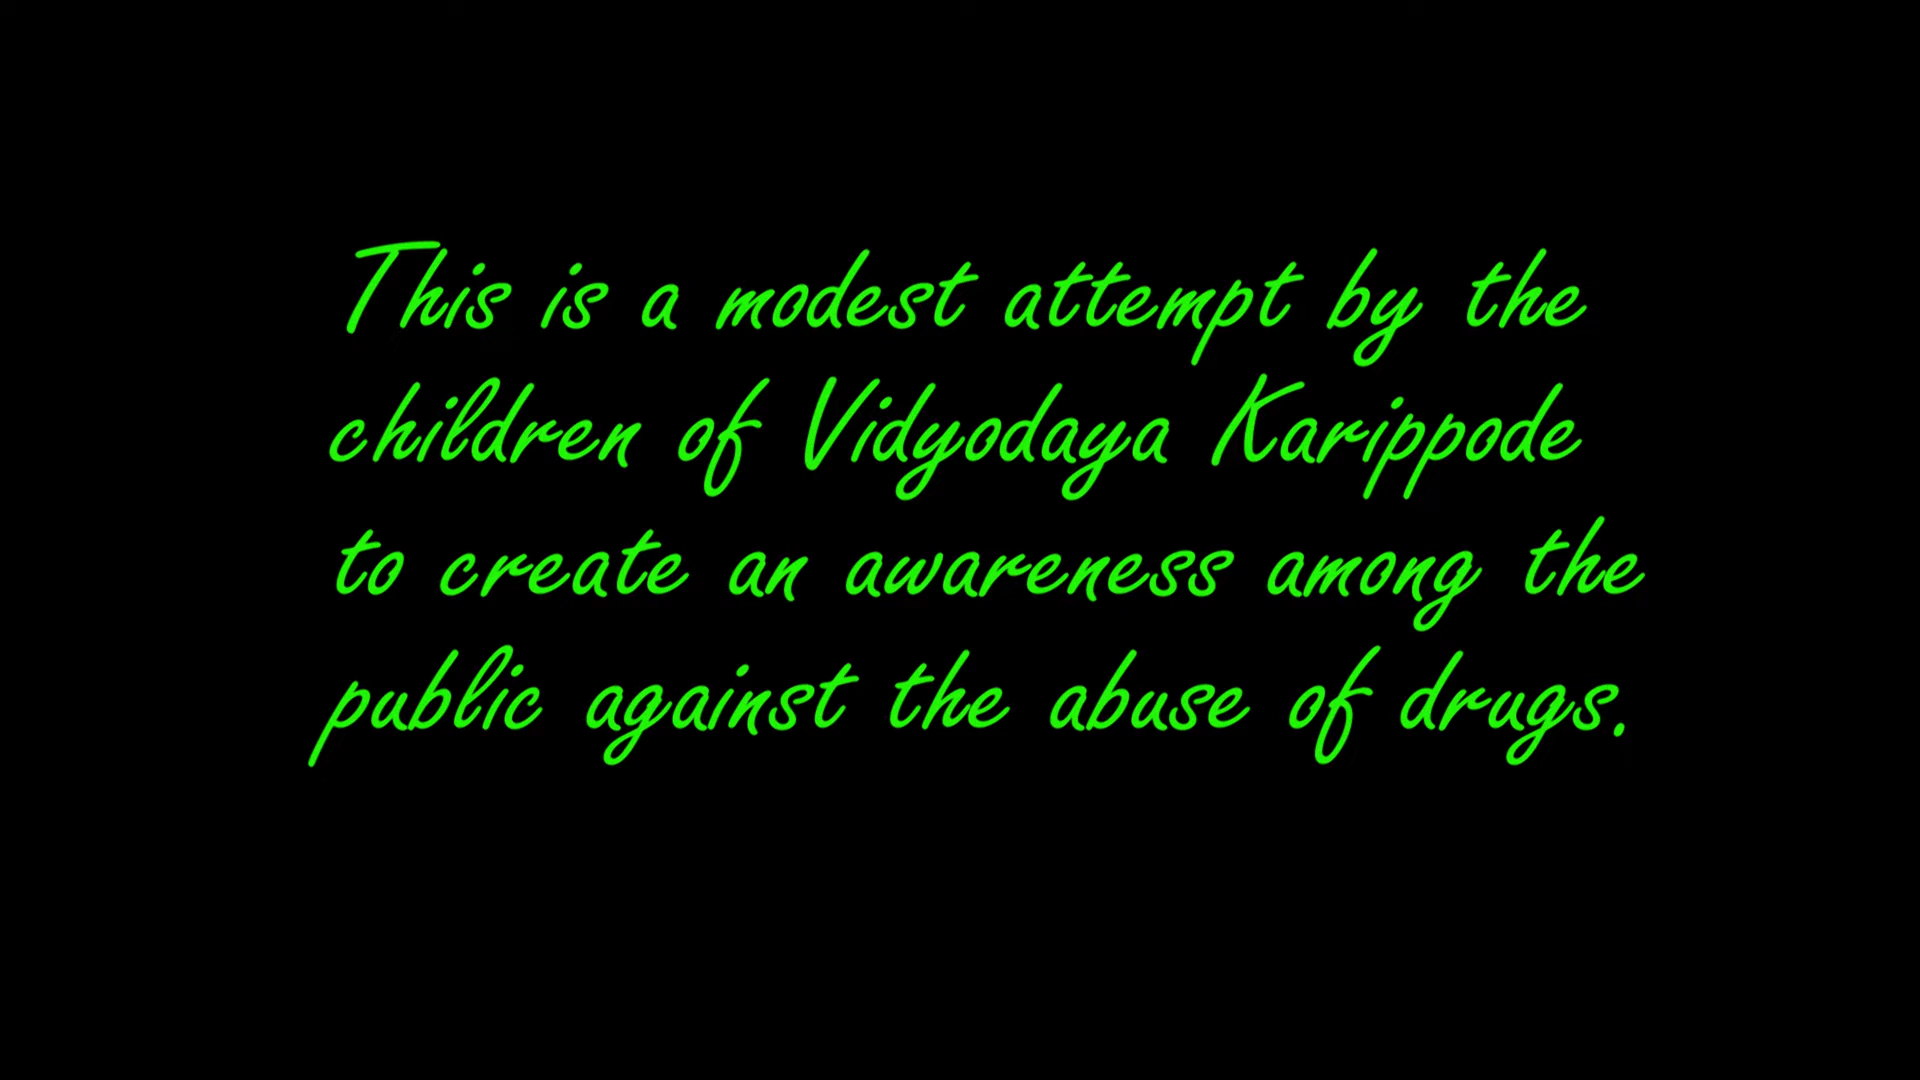 This is a modest attempt by the
children of Vidyodaya Karippode
to create an awareness among the
public against the abuse of drugs.